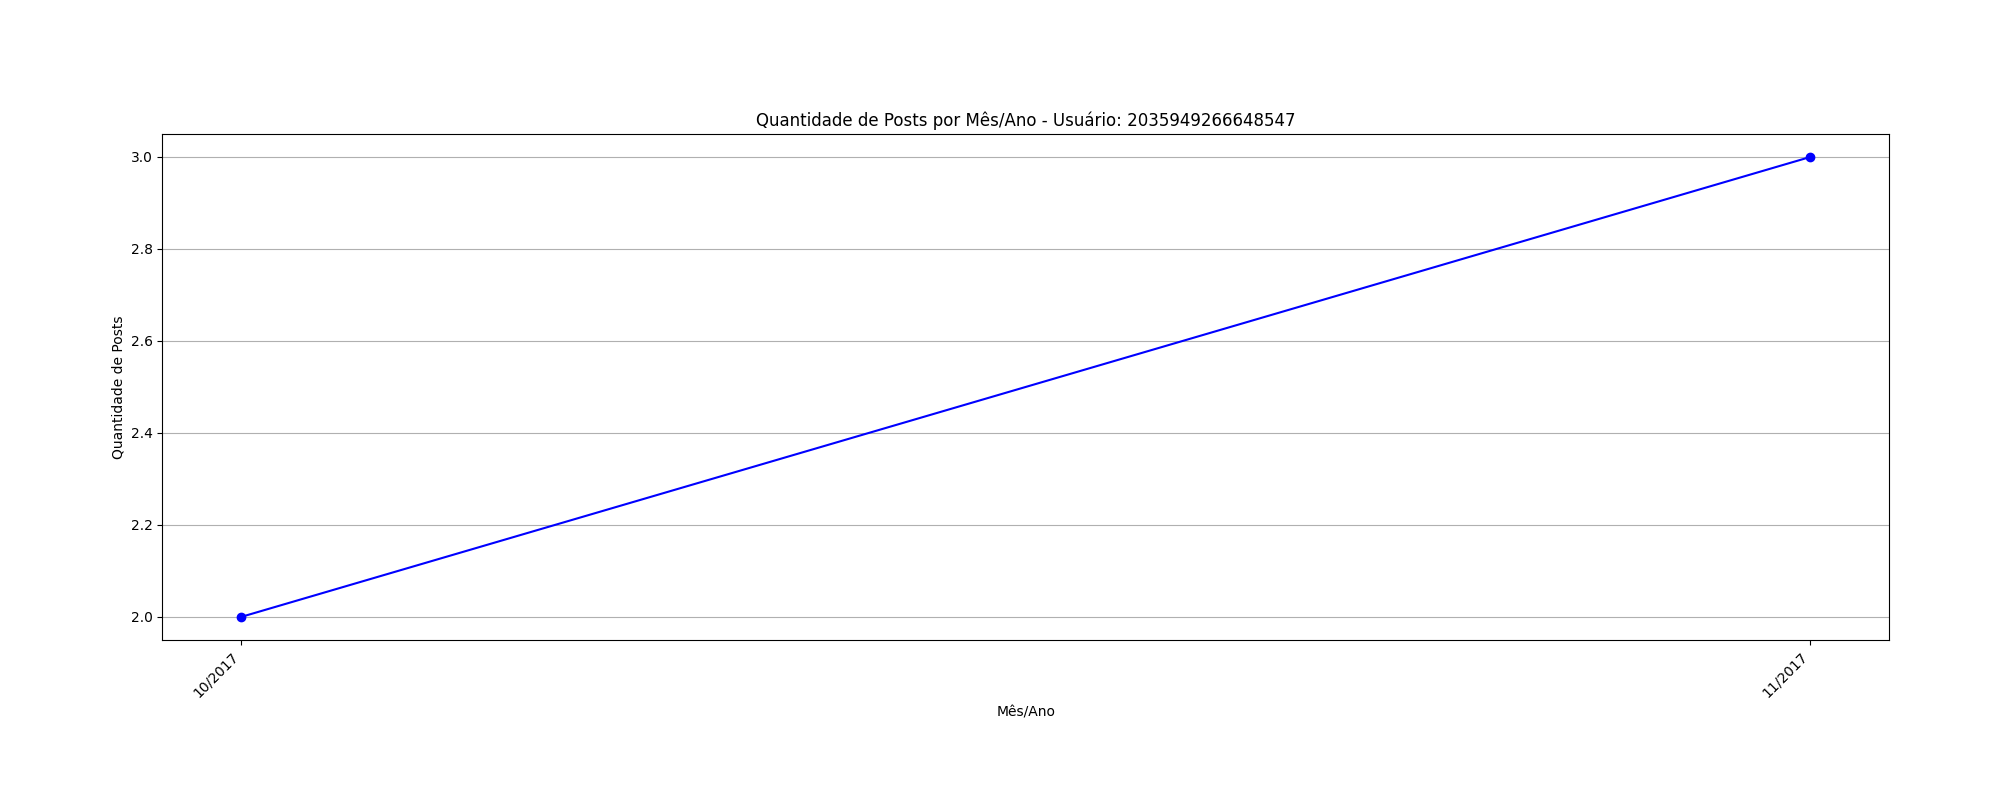 Quantidade de Posts por Mês/Ano - Usuário: 2035949266648547
3.0
2.8
2.6
2.4
2.2
2.0
Quantidade de Posts
10/2017
11/2017
Mês/Ano